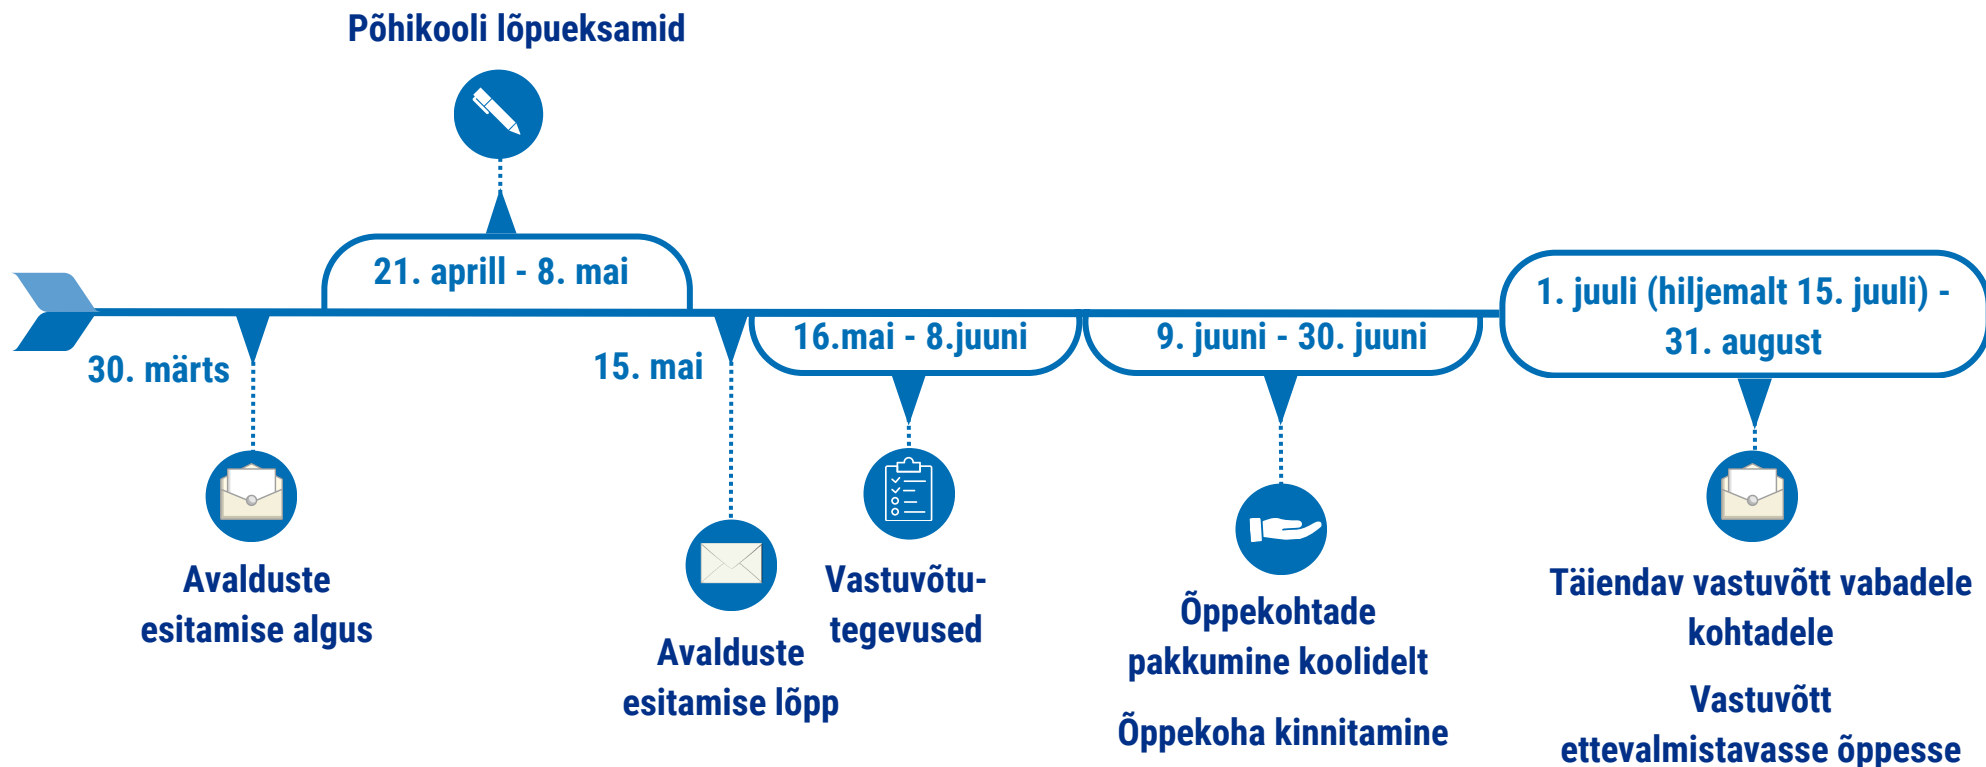 Põhikooli lõpueksamid
21. aprill - 8. mai
30. märts
Avalduste
esitamise algus
15. mai
Avalduste
esitamise lõpp
16.mai - 8.juuni
Vastuvõtu-
tegevused
9. juuni - 30. juuni
Õppekohtade
pakkumine koolidelt
Õppekoha kinnitamine
1. juuli (hiljemalt 15. juuli) -
31. august
Täiendav vastuvõtt vabadele
kohtadele
Vastuvõtt
ettevalmistavasse õppesse